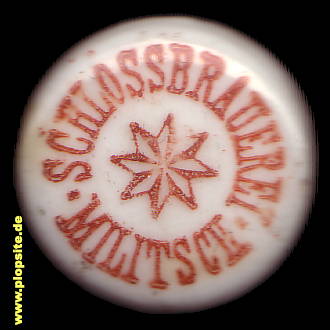 · SCHLOSSBRAUEREI ·
MILITSCH
www.plopsite.de